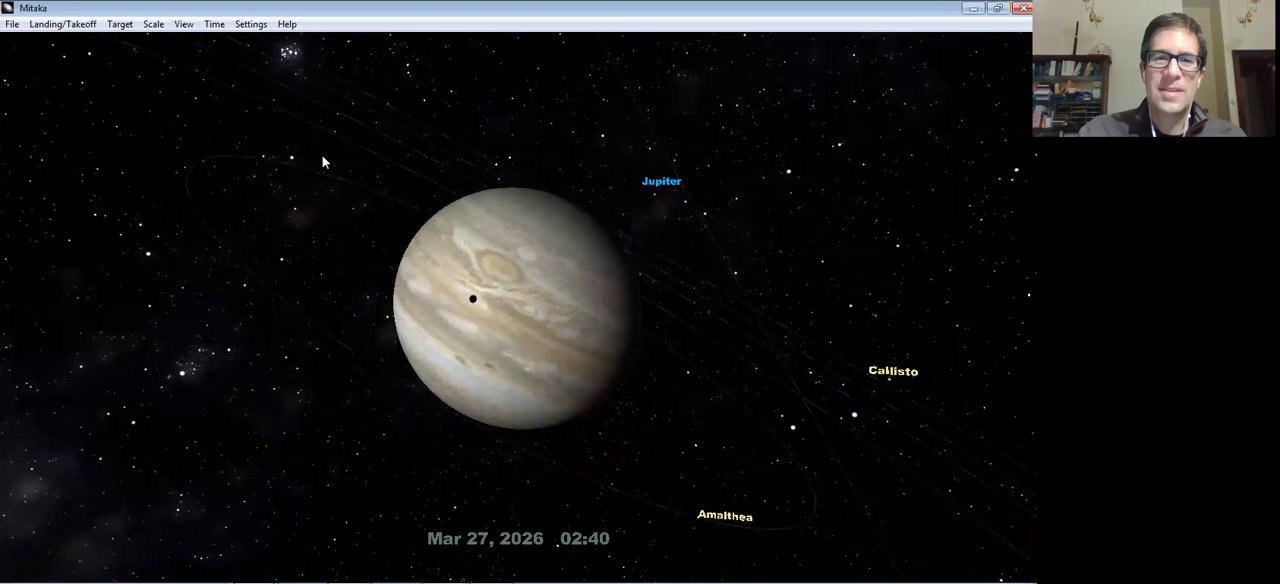 Mitaka
File Landing/Takeoff Target Scale View Time Settings Help
Jupiter
Callisto
Amalthea
Mar 27, 2026 02:40